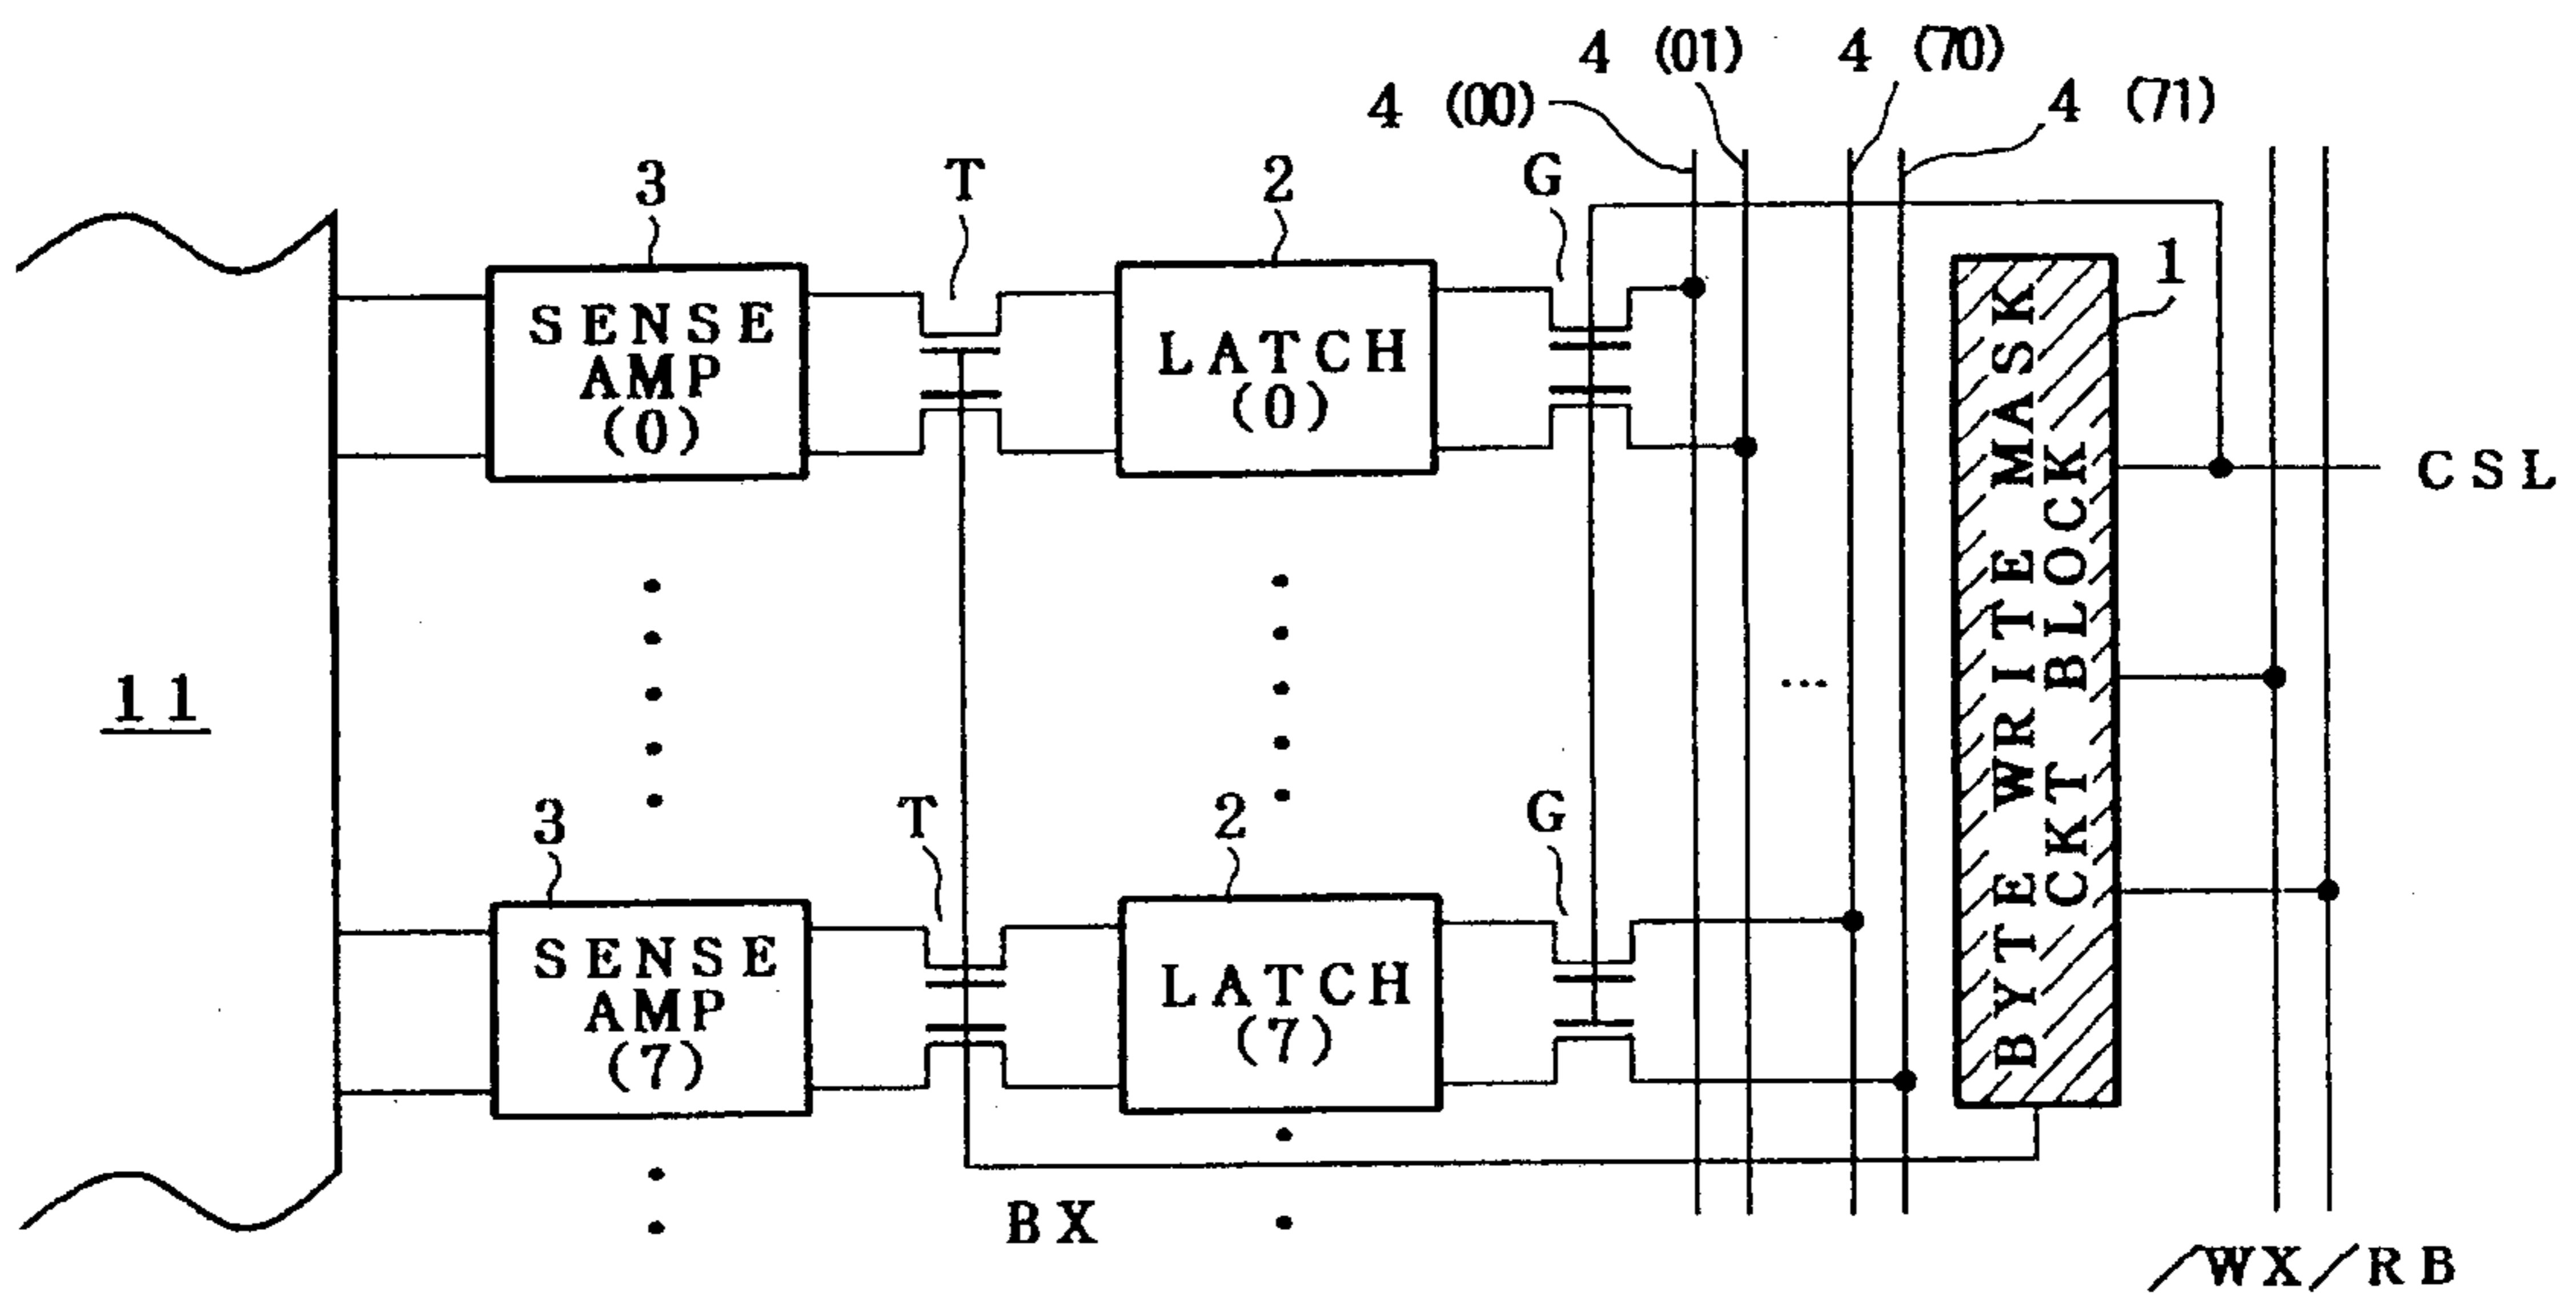 4 (01)
4 (70)
4 (00)
4 (71)
3
T
2
G
1
SENSE
AMP
(0)
LATCH
(0)
BYTE WRITE MASK
CKT BLOCK
CSL
11
...
3
T
2
G
SENSE
AMP
(7)
LATCH
(7)
BX
/WX/RB